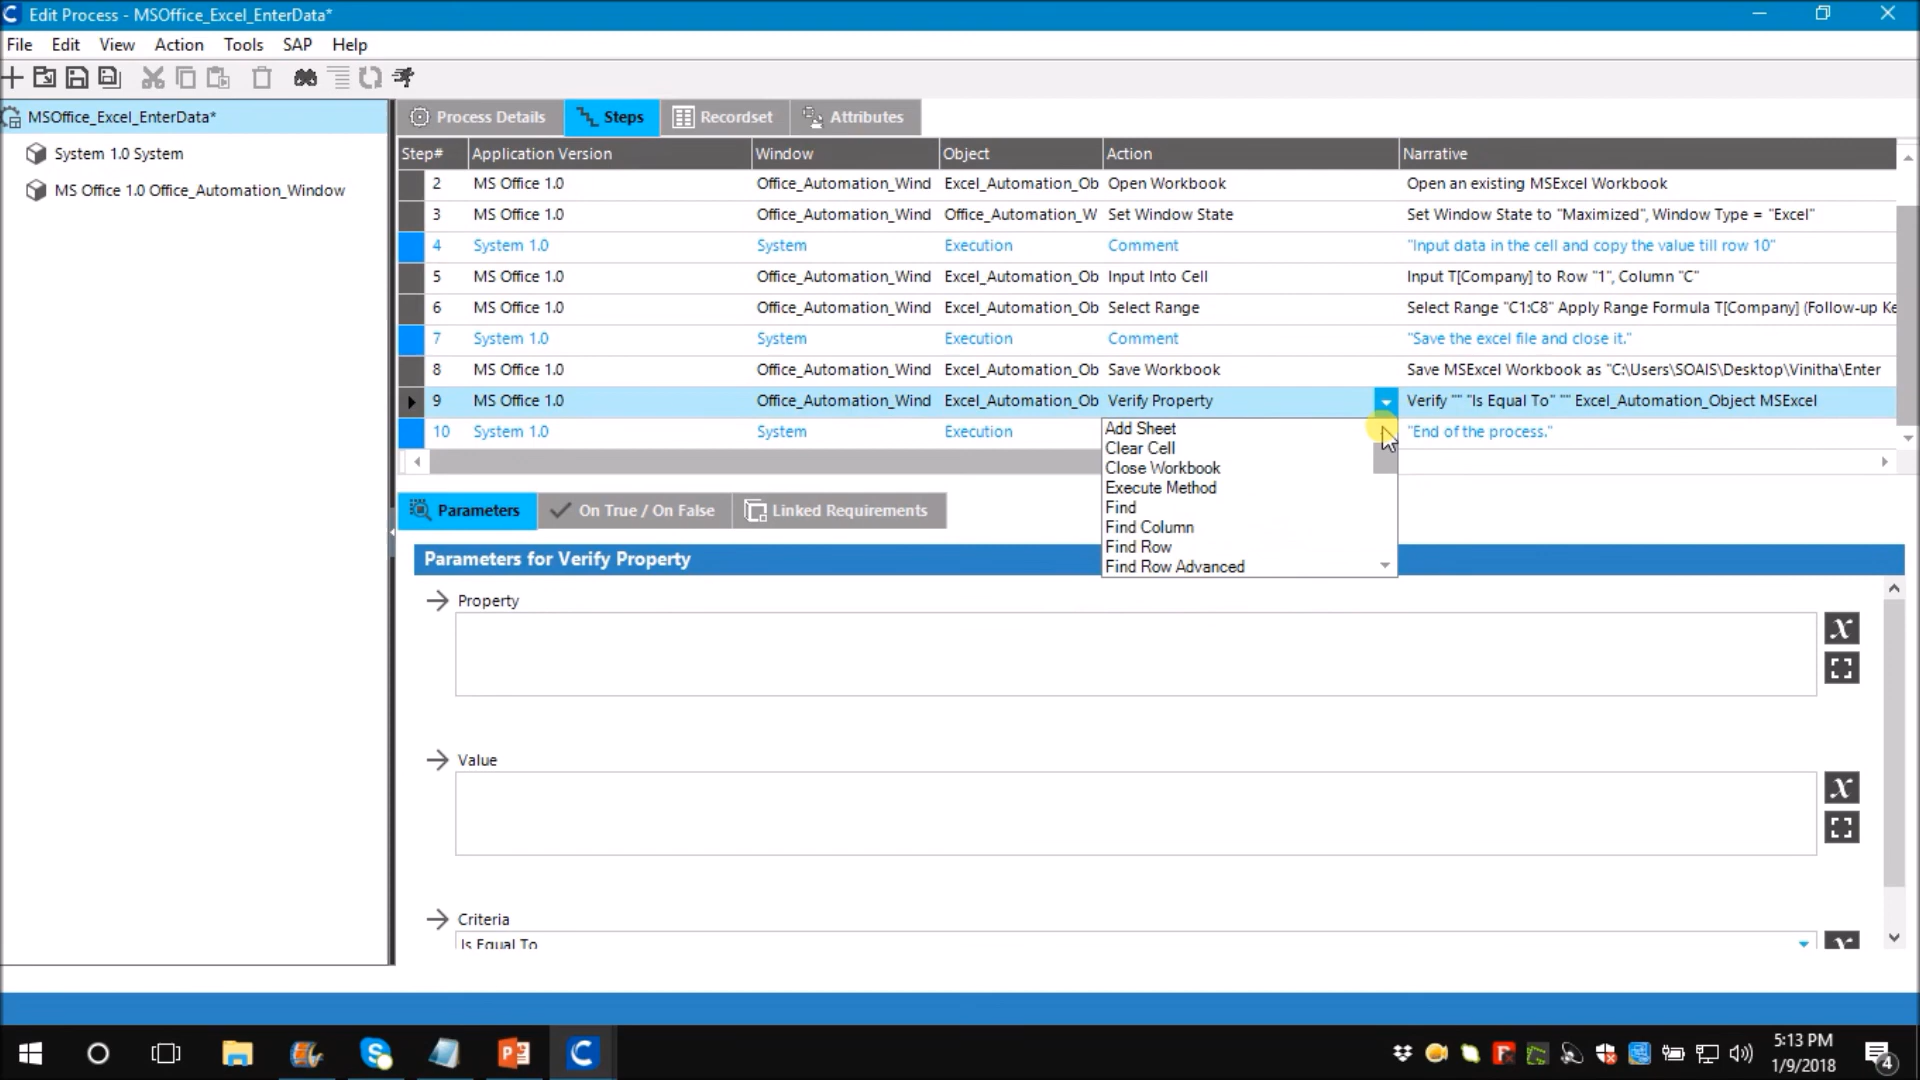 Edit Process - MSOffice_Excel_EnterData*
File Edit View Action Tools SAP Help
MSOffice_Excel_EnterData*
System 1.0 System
MS Office 1.0 Office_Automation_Window
Process Details Steps Recordset Attributes
Step# Application Version Window Object Action Narrative
2 MS Office 1.0 Office_Automation_Wind Excel_Automation_Ob Open Workbook Open an existing MSExcel Workbook
3 MS Office 1.0 Office_Automation_Wind Office_Automation_W Set Window State Set Window State to "Maximized", Window Type = "Excel"
4 System 1.0 System Execution Comment "Input data in the cell and copy the value till row 10"
5 MS Office 1.0 Office_Automation_Wind Excel_Automation_Ob Input Into Cell Input T[Company] to Row "1", Column "C"
6 MS Office 1.0 Office_Automation_Wind Excel_Automation_Ob Select Range Select Range "C1:C8" Apply Range Formula T[Company] (Follow-up Ke
7 System 1.0 System Execution Comment "Save the excel file and close it."
8 MS Office 1.0 Office_Automation_Wind Excel_Automation_Ob Save Workbook Save MSExcel Workbook as "C:\Users\SOAIS\Desktop\Vinitha\Enter
9 MS Office 1.0 Office_Automation_Wind Excel_Automation_Ob Verify Property Verify "" "Is Equal To" "" Excel_Automation_Object MSExcel
10 System 1.0 System Execution "End of the process."
Add Sheet
Clear Cell
Close Workbook
Execute Method
Find
Find Column
Find Row
Find Row Advanced
Parameters On True / On False Linked Requirements
Parameters for Verify Property
Property
x
Value
x
Criteria
Is Equal To
x
5:13 PM
1/9/2018
4